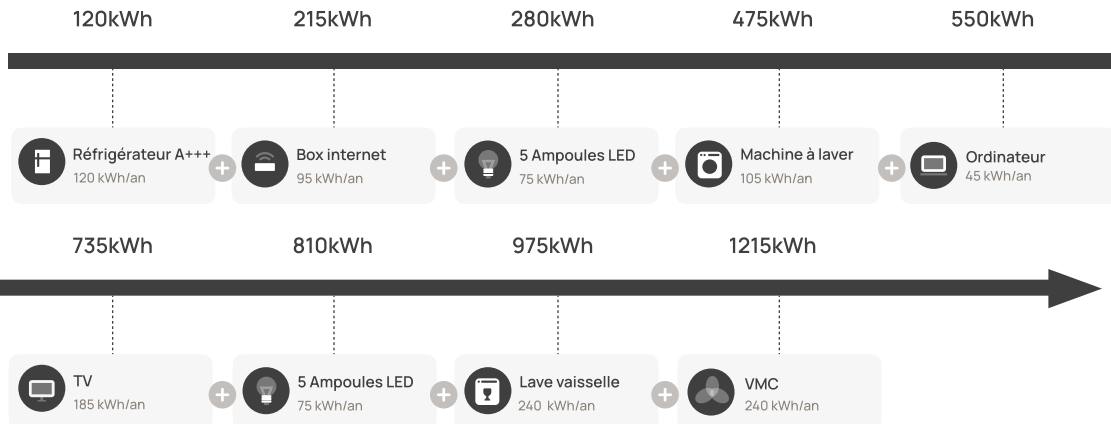 120kWh
215kWh
280kWh
475kWh
550kWh
Réfrigérateur A+++
120 kWh/an
Box internet
95 kWh/an
5 Ampoules LED
75 kWh/an
Machine à laver
105 kWh/an
Ordinateur
45 kWh/an
735kWh
810kWh
975kWh
1215kWh
TV
185 kWh/an
5 Ampoules LED
75 kWh/an
Lave vaisselle
240 kWh/an
VMC
240 kWh/an